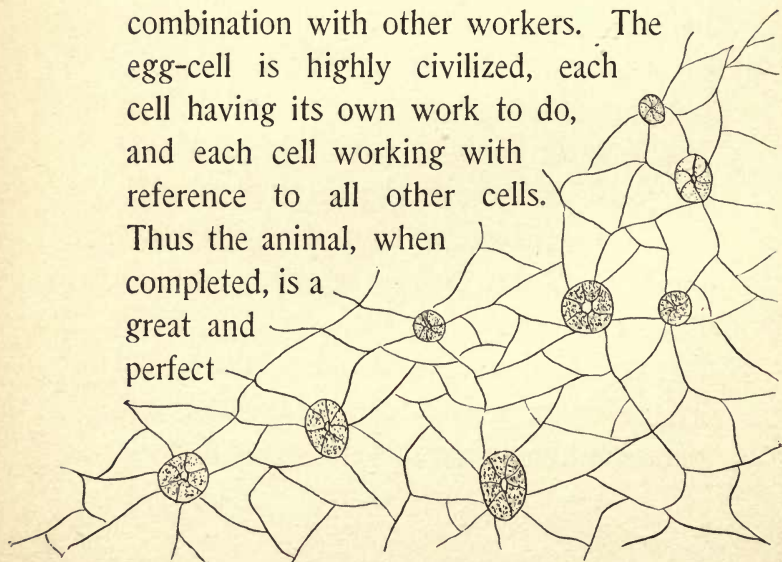 combination with other workers. The
egg-cell is highly civilized, each
cell having its own work to do,
and each cell working with
reference to all other cells.
Thus the animal, when
completed, is a
great and
perfect